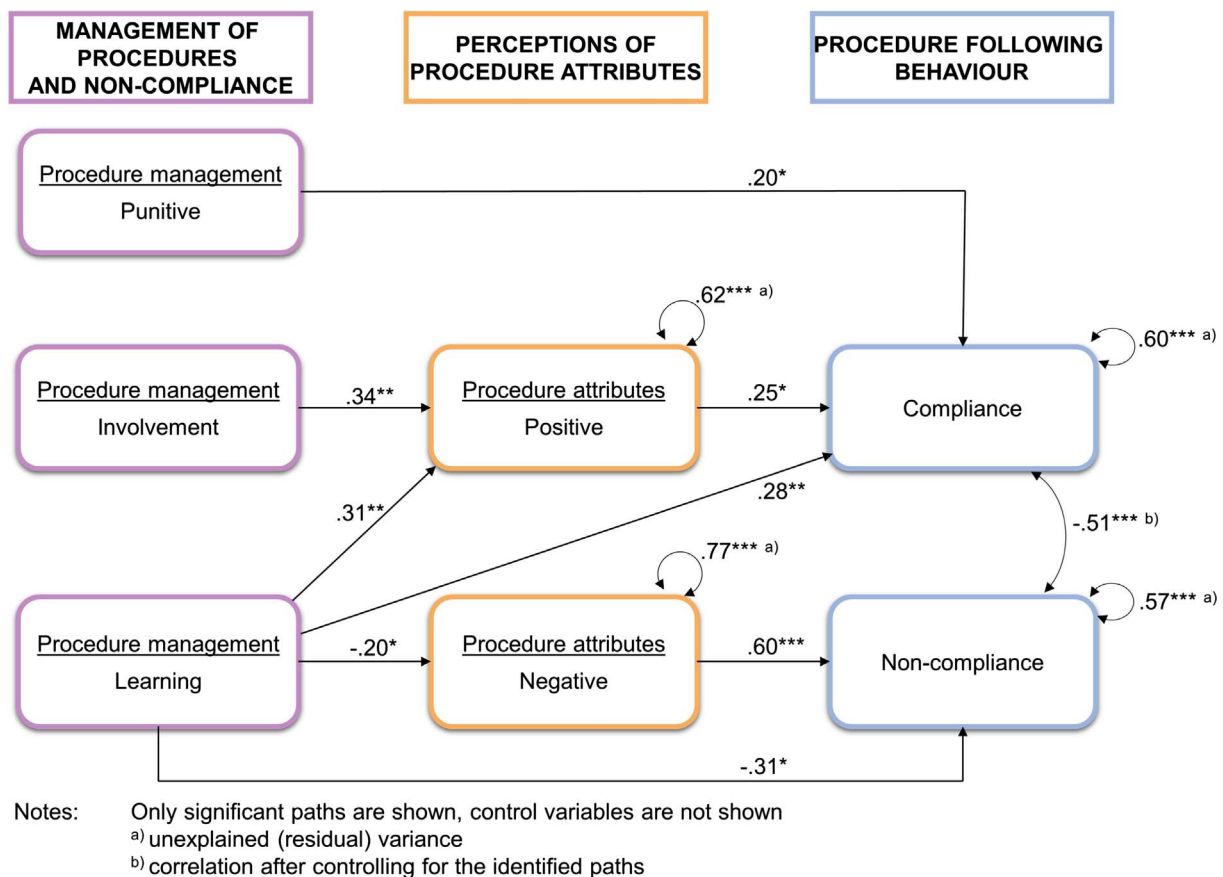 MANAGEMENT OF
PROCEDURES
AND NON-COMPLIANCE
PERCEPTIONS OF
PROCEDURE ATTRIBUTES
PROCEDURE FOLLOWING
BEHAVIOUR
Procedure management
Punitive
.20*
.62*** a)
.60*** a)
Procedure management
Involvement
.34**
Procedure attributes
Positive
.25*
Compliance
.31**
.28**
-.51*** b)
.77*** a)
.57*** a)
Procedure management
Learning
-.20*
Procedure attributes
Negative
.60***
Non-compliance
-.31*
Notes: Only significant paths are shown, control variables are not shown
a) unexplained (residual) variance
b) correlation after controlling for the identified paths